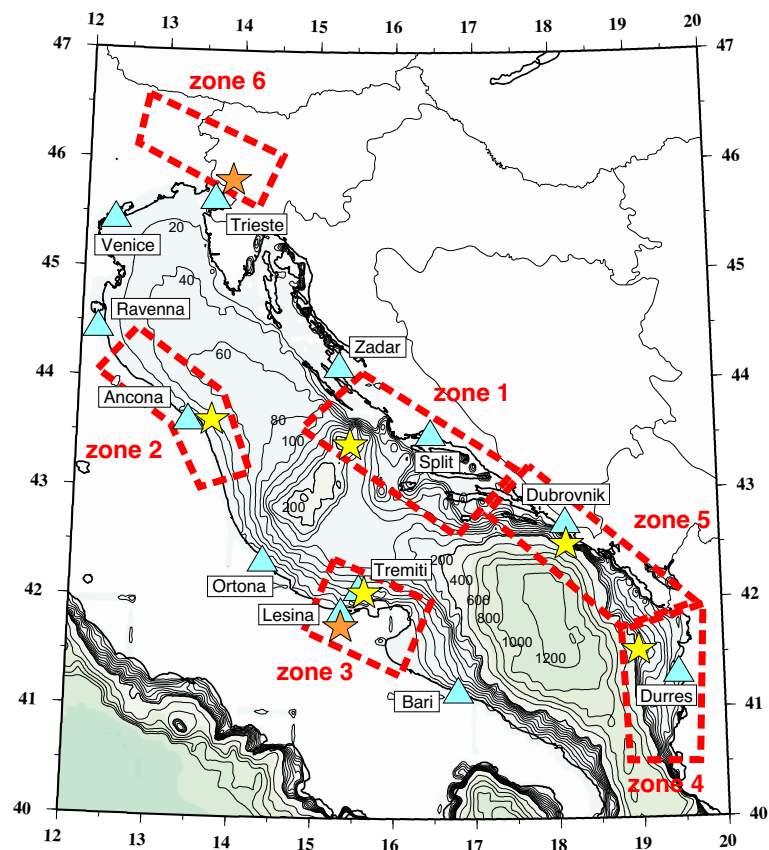 12 13 14 15 16 17 18 19 20
47 47
zone 6
46 46
Trieste
Venice
20
45 45
40
Ravenna
Zadar
60
44 44
zone 1
Ancona
80
100
zone 2
Split
43 43
Dubrovnik
200
zone 5
200
Tremiti
400
Ortona
42 42
600
Lesina
800
1000
zone 3
1200
Durres
Bari
41 41
zone 4
40 40
12 13 14 15 16 17 18 19 20